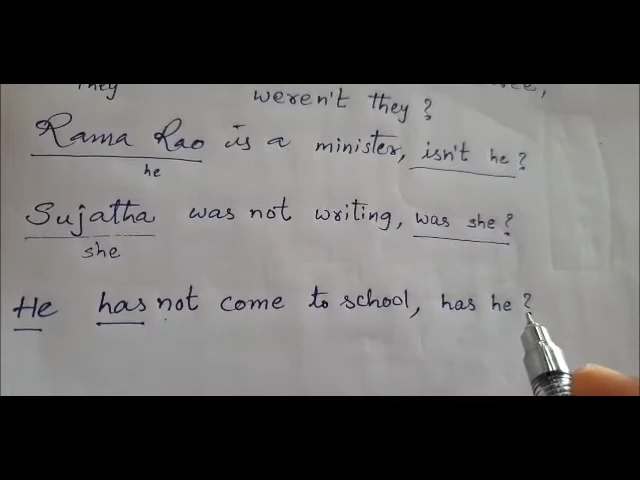 They
weren't they?
Rama Rao is a minister, isn't he?
he
Sujatha was not writing, was she?
she
He has not come to school, has he?